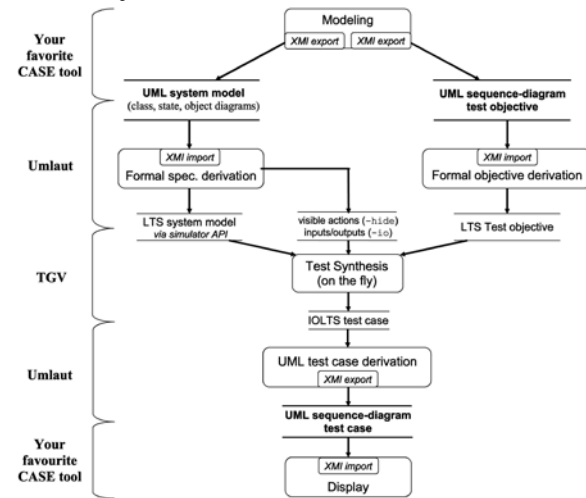 Modeling
XMI export XMI export
Your
favorite
CASE tool
UML system model
(class, state, object diagrams)
UML sequence-diagram
test objective
Umlaut
XMI import
Formal spec. derivation
XMI import
Formal objective derivation
LTS system model
via simulator API
visible actions (-hide)
inputs/outputs (-io)
LTS Test objective
TGV
Test Synthesis
(on the fly)
IOLTS test case
Umlaut
UML test case derivation
XMI export
UML sequence-diagram
test case
Your
favourite
CASE tool
XMI import
Display